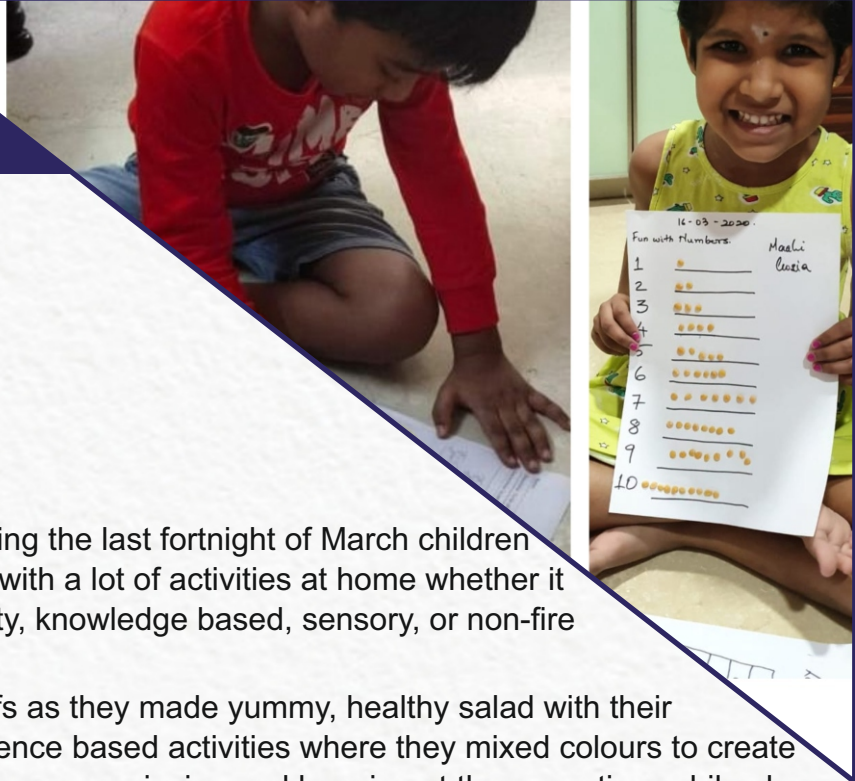 16-03-2020.
Fun with Numbers.
1
2
3
4
5
6
7
8
9
10
ing the last fortnight of March children
with a lot of activities at home whether it
ty, knowledge based, sensory, or non-fire
fs as they made yummy, healthy salad with their
ence based activities where they mixed colours to create